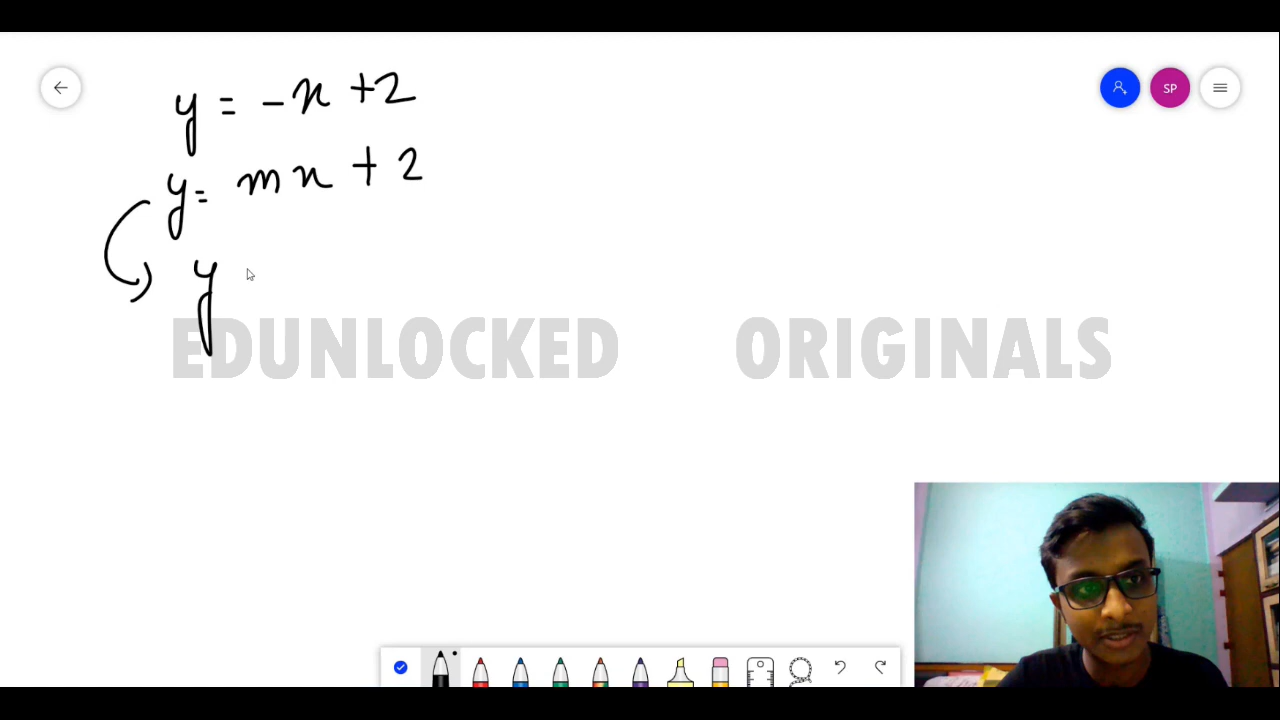 SP
y = -x +2
y = mx + 2
y
EDUNLOCKED ORIGINALS